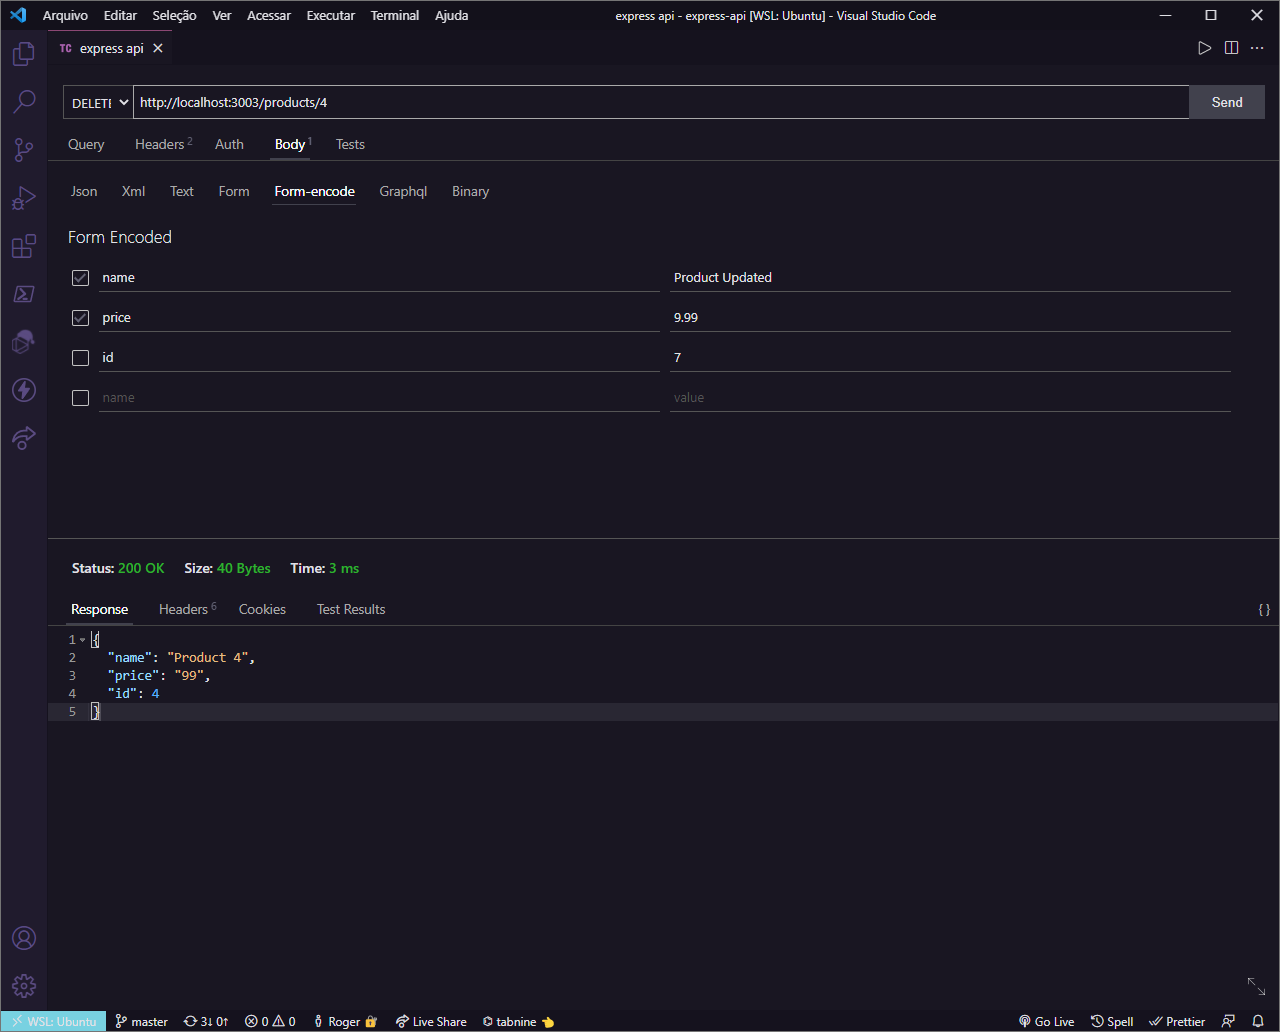 Arquivo Editar Seleção Ver Acessar Executar Terminal Ajuda express api - express-api [WSL: Ubuntu] - Visual Studio Code
TC express api
DELETE http://localhost:3003/products/4 Send
Query Headers 2 Auth Body 1 Tests
Json Xml Text Form Form-encode Graphql Binary
Form Encoded
name Product Updated
price 9.99
id 7
name value
Status: 200 OK Size: 40 Bytes Time: 3 ms
Response Headers 6 Cookies Test Results {}
1 {
2 "name": "Product 4",
3 "price": "99",
4 "id": 4
5 }
WSL: Ubuntu master 3↓ 0↑ 0 0 Roger Live Share tabnine Go Live Spell Prettier